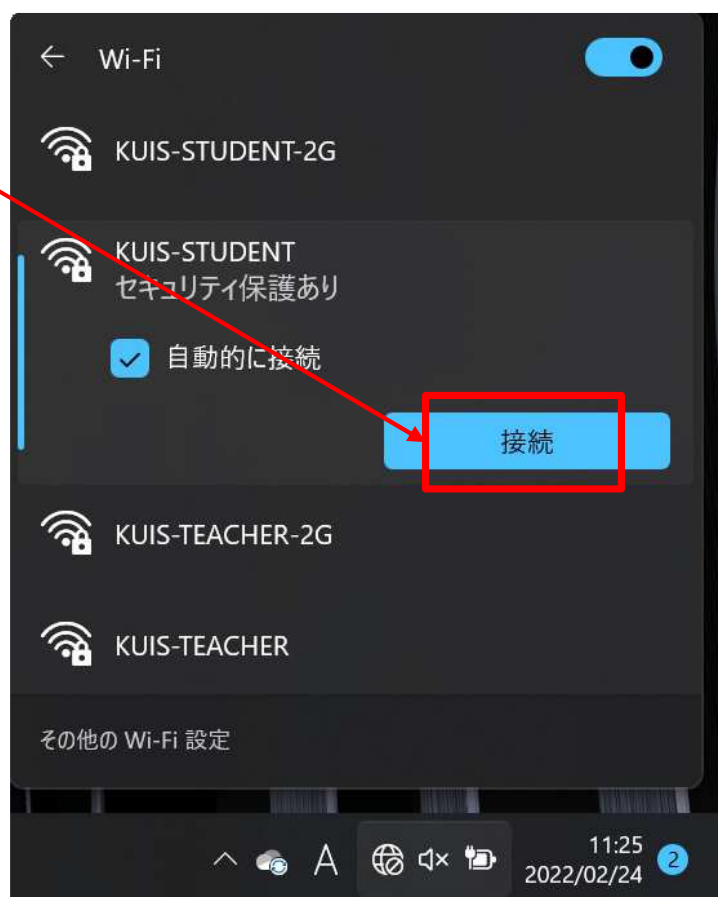 Wi-Fi
KUIS-STUDENT-2G
KUIS-STUDENT
セキュリティ保護あり
自動的に接続
接続
KUIS-TEACHER-2G
KUIS-TEACHER
その他の Wi-Fi 設定
A
11:25
2022/02/24
2